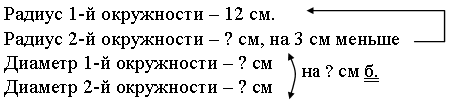 Радиус 1-й окружности – 12 см.
Радиус 2-й окружности – ? см, на 3 см меньше
Диаметр 1-й окружности – ? см
на ? см б.
Диаметр 2-й окружности – ? см